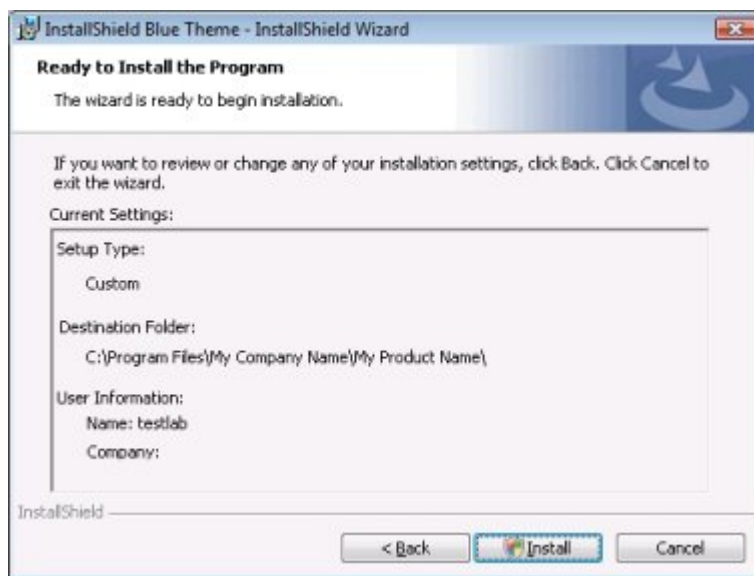 InstallShield Blue Theme - InstallShield Wizard
Ready to Install the Program
The wizard is ready to begin installation.
If you want to review or change any of your installation settings, click Back. Click Cancel to
exit the wizard.
Current Settings:
Setup Type:
Custom
Destination Folder:
C:\Program Files\My Company Name\My Product Name\
User Information:
Name: testlab
Company:
InstallShield
< Back Install Cancel